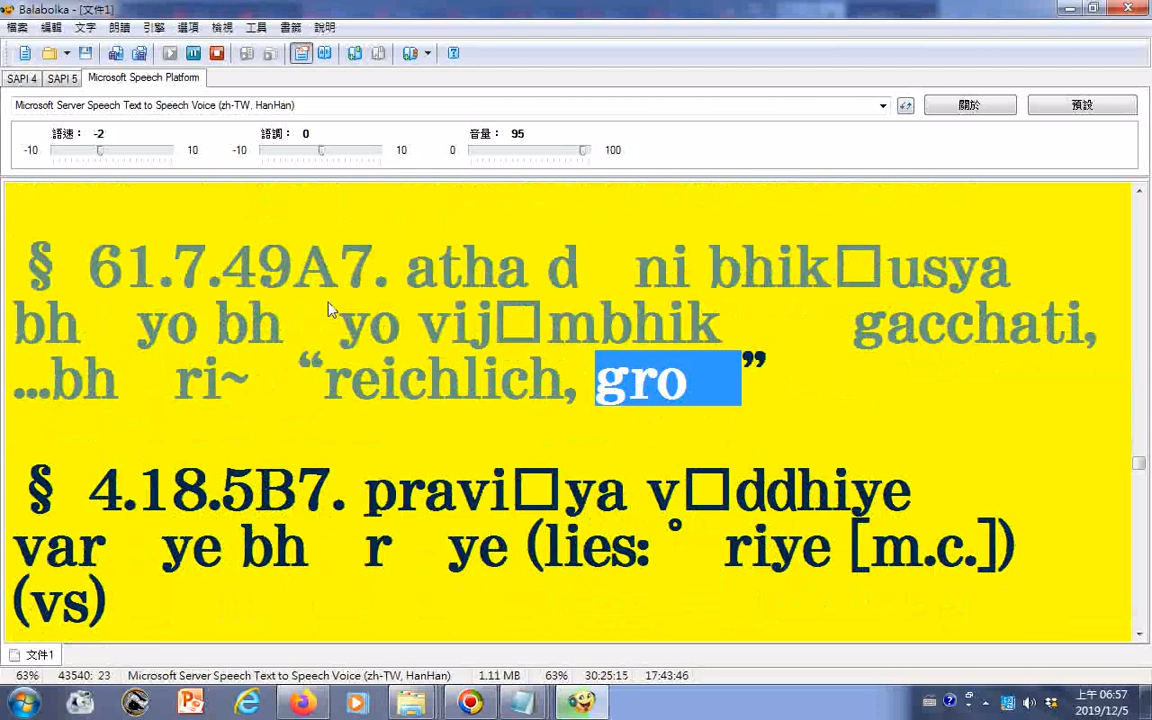 Balabolka - [文件1]
檔案 編輯 文字 朗讀 引擎 選項 檢視 工具 書籤 說明
SAPI 4 SAPI 5 Microsoft Speech Platform
Microsoft Server Speech Text to Speech Voice (zh-TW, HanHan) 關於 預設
語速： -2 語調： 0 音量： 95
-10 10 -10 10 0 100
§ 61.7.49A7. atha d ni bhik□usya
bh yo bh yo vij□mbhik gacchati,
...bh ri~ “reichlich, gro ”
§ 4.18.5B7. pravi□ya v□ddhiye
var ye bh r ye (lies: ° riye [m.c.])
(vs)
文件1
63% 43540: 23 Microsoft Server Speech Text to Speech Voice (zh-TW, HanHan) 1.11 MB 63% 30:25:15 17:43:46
上午 06:57
2019/12/5